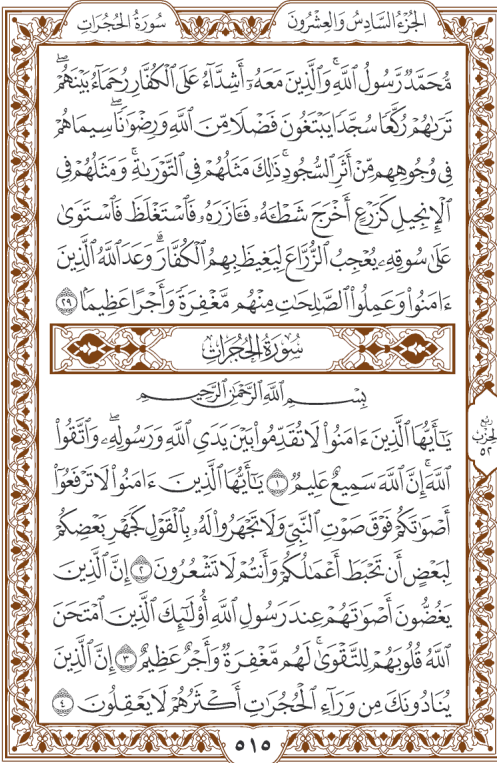 سُورَةُ الحُجُرَاتِ
الجُزْءُ السَّادِسُ وَالعِشْرُونَ
مُّحَمَّدٌ رَّسُولُ ٱللَّهِۚ وَٱلَّذِينَ مَعَهُۥٓ أَشِدَّآءُ عَلَى ٱلْكُفَّارِ رُحَمَآءُ بَيْنَهُمْۖ
تَرَىٰهُمْ رُكَّعًا سُجَّدًا يَبْتَغُونَ فَضْلًا مِّنَ ٱللَّهِ وَرِضْوَٰنًاۖ سِيمَاهُمْ
فِى وُجُوهِهِم مِّنْ أَثَرِ ٱلسُّجُودِۚ ذَٰلِكَ مَثَلُهُمْ فِى ٱلتَّوْرَىٰةِۚ وَمَثَلُهُمْ فِى
ٱلْإِنجِيلِ كَزَرْعٍ أَخْرَجَ شَطْـَٔهُۥ فَـَٔازَرَهُۥ فَٱسْتَغْلَظَ فَٱسْتَوَىٰ
عَلَىٰ سُوقِهِۦ يُعْجِبُ ٱلزُّرَّاعَ لِيَغِيظَ بِهِمُ ٱلْكُفَّارَۗ وَعَدَ ٱللَّهُ ٱلَّذِينَ
ءَامَنُوا۟ وَعَمِلُوا۟ ٱلصَّٰلِحَٰتِ مِنْهُم مَّغْفِرَةً وَأَجْرًا عَظِيمًۢا ٢٩
سُورَةُ الحُجُرَاتِ
بِسْمِ ٱللَّهِ ٱلرَّحْمَٰنِ ٱلرَّحِيمِ
يَٰٓأَيُّهَا ٱلَّذِينَ ءَامَنُوا۟ لَا تُقَدِّمُوا۟ بَيْنَ يَدَىِ ٱللَّهِ وَرَسُولِهِۦۖ وَٱتَّقُوا۟
ٱللَّهَۚ إِنَّ ٱللَّهَ سَمِيعٌ عَلِيمٌ ١ يَٰٓأَيُّهَا ٱلَّذِينَ ءَامَنُوا۟ لَا تَرْفَعُوٓا۟
أَصْوَٰتَكُمْ فَوْقَ صَوْتِ ٱلنَّبِىِّ وَلَا تَجْهَرُوا۟ لَهُۥ بِٱلْقَوْلِ كَجَهْرِ بَعْضِكُمْ
لِبَعْضٍ أَن تَحْبَطَ أَعْمَٰلُكُمْ وَأَنتُمْ لَا تَشْعُرُونَ ٢ إِنَّ ٱلَّذِينَ
يَغُضُّونَ أَصْوَٰتَهُمْ عِندَ رَسُولِ ٱللَّهِ أُو۟لَٰٓئِكَ ٱلَّذِينَ ٱمْتَحَنَ
ٱللَّهُ قُلُوبَهُمْ لِلتَّقْوَىٰۚ لَهُم مَّغْفِرَةٌ وَأَجْرٌ عَظِيمٌ ٣ إِنَّ ٱلَّذِينَ
يُنَادُونَكَ مِن وَرَآءِ ٱلْحُجُرَٰتِ أَكْثَرُهُمْ لَا يَعْقِلُونَ ٤
رُبع
الحِزب
٥٢
٥١٥